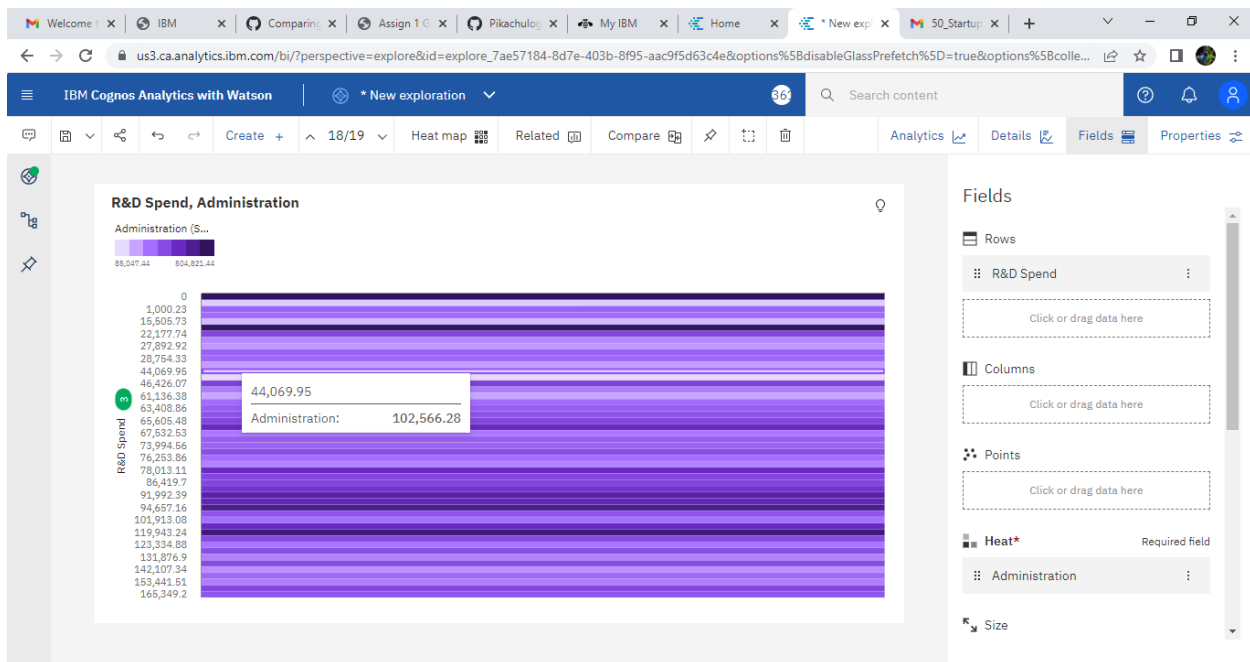 Welcome t
IBM
Comparing
Assign 1 G
Pikachulog
My IBM
Home
* New expl
50_Startup
us3.ca.analytics.ibm.com/bi/?perspective=explore&id=explore_7ae57184-8d7e-403b-8f95-aac9f5d63c4e&options%5BdisableGlassPrefetch%5D=true&options%5Bcolle...
IBM Cognos Analytics with Watson
* New exploration
363
Search content
Create +
18/19
Heat map
Related
Compare
Analytics
Details
Fields
Properties
R&D Spend, Administration
Administration (S...
88,047.44 504,821.44
0
1,000.23
15,505.73
22,177.74
27,892.92
28,754.33
44,069.95
46,426.07
61,136.38
63,408.86
65,605.48
67,532.53
73,994.56
76,253.86
78,013.11
86,419.7
91,992.39
94,657.16
101,913.08
119,943.24
123,334.88
131,876.9
142,107.34
153,441.51
165,349.2
R&D Spend
3
44,069.95
Administration: 102,566.28
Fields
Rows
R&D Spend
Click or drag data here
Columns
Click or drag data here
Points
Click or drag data here
Heat* Required field
Administration
Size